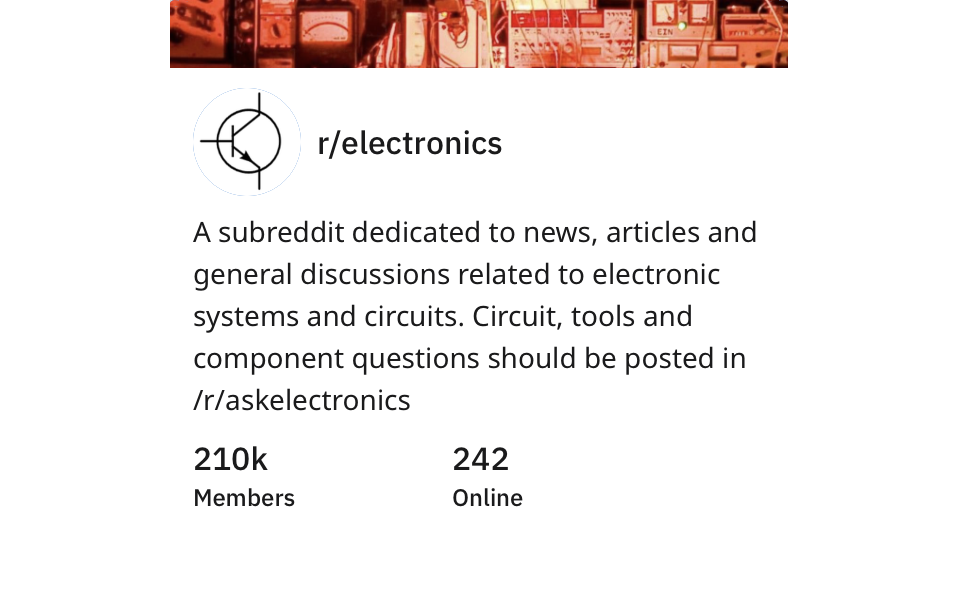 EIN
r/electronics
A subreddit dedicated to news, articles and
general discussions related to electronic
systems and circuits. Circuit, tools and
component questions should be posted in
/r/askelectronics
210k
242
Members
Online